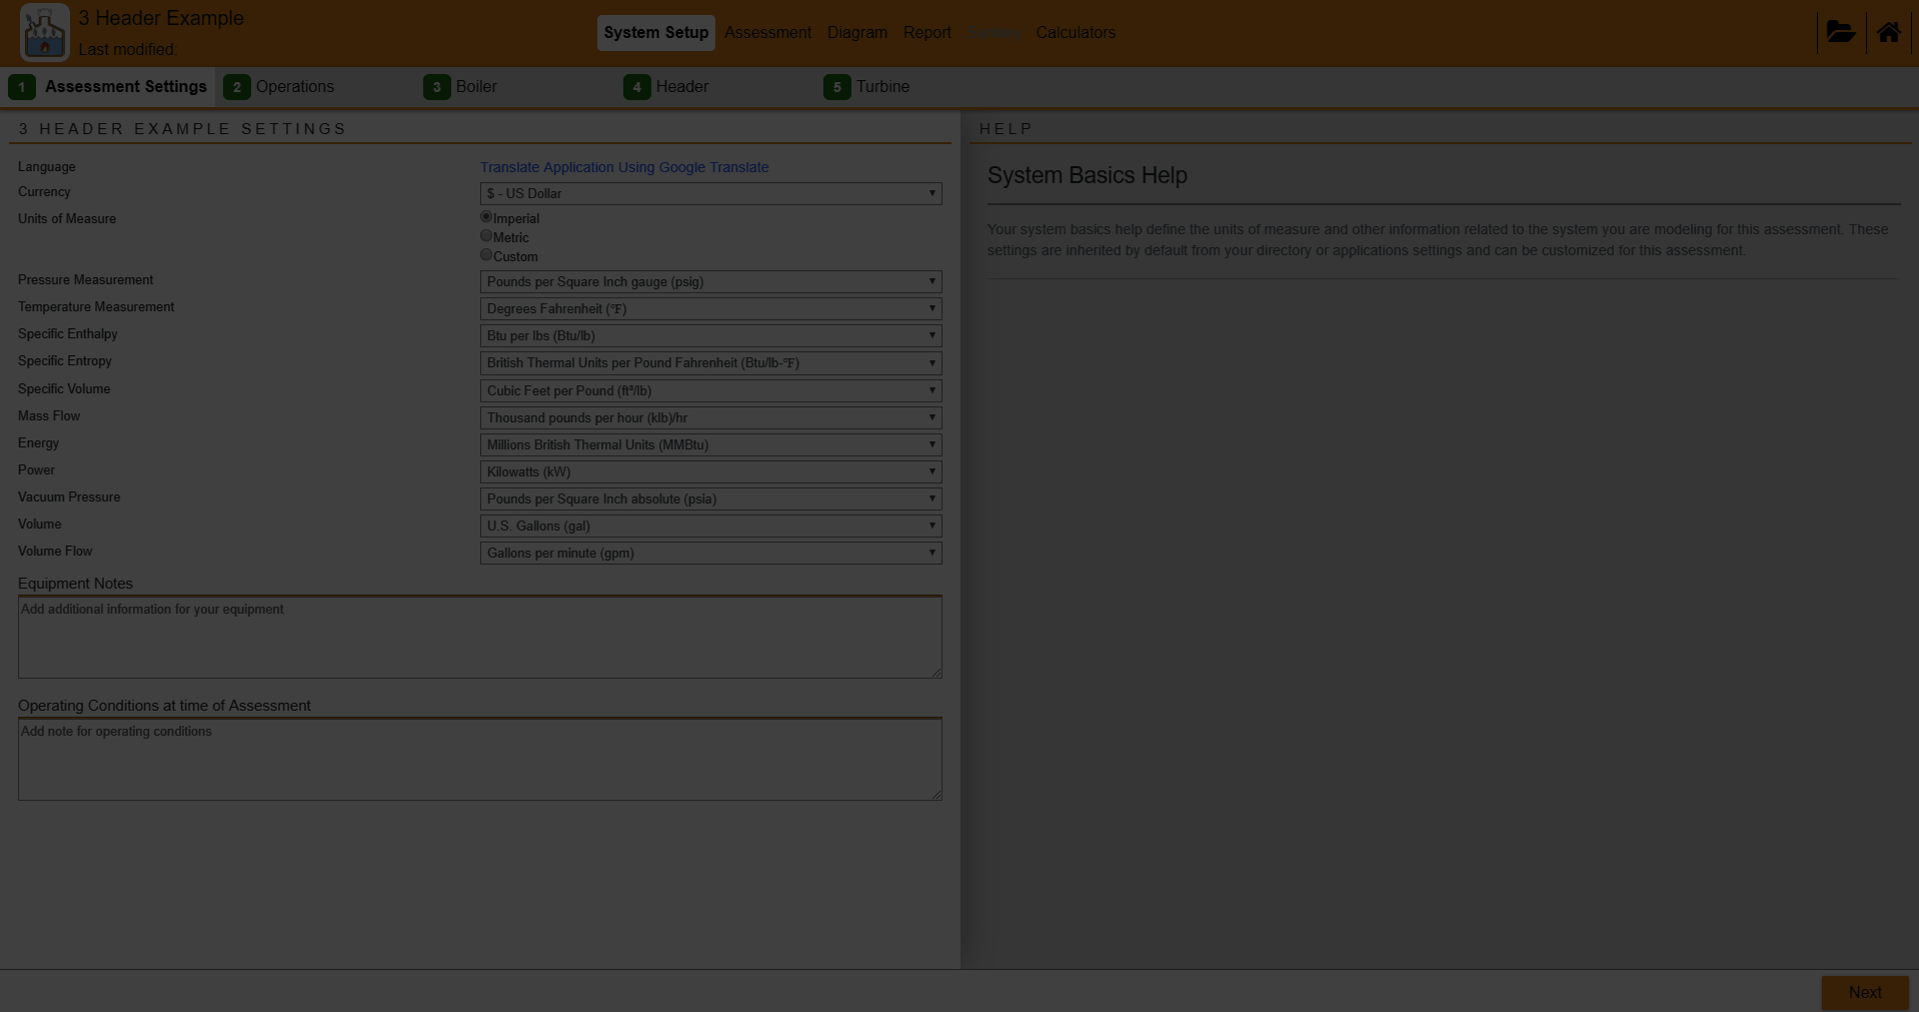 3 Header Example
Last modified:
System Setup
Assessment
Diagram
Report
Calculators
1 Assessment Settings
2 Operations
3 Boiler
4 Header
5 Turbine
3 HEADER EXAMPLE SETTINGS
Language
Translate Application Using Google Translate
Currency
$ - US Dollar
Units of Measure
Imperial
Metric
Custom
Pressure Measurement
Pounds per Square Inch gauge (psig)
Temperature Measurement
Degrees Fahrenheit (°F)
Specific Enthalpy
Btu per lbs (Btu/lb)
Specific Entropy
British Thermal Units per Pound Fahrenheit (Btu/lb-°F)
Specific Volume
Cubic Feet per Pound (ft³/lb)
Mass Flow
Thousand pounds per hour (klb)/hr
Energy
Millions British Thermal Units (MMBtu)
Power
Kilowatts (kW)
Vacuum Pressure
Pounds per Square Inch absolute (psia)
Volume
U.S. Gallons (gal)
Volume Flow
Gallons per minute (gpm)
Equipment Notes
Add additional information for your equipment
Operating Conditions at time of Assessment
Add note for operating conditions
HELP
System Basics Help
Your system basics help define the units of measure and other information related to the system you are modeling for this assessment. These
settings are inherited by default from your directory or applications settings and can be customized for this assessment.
Next